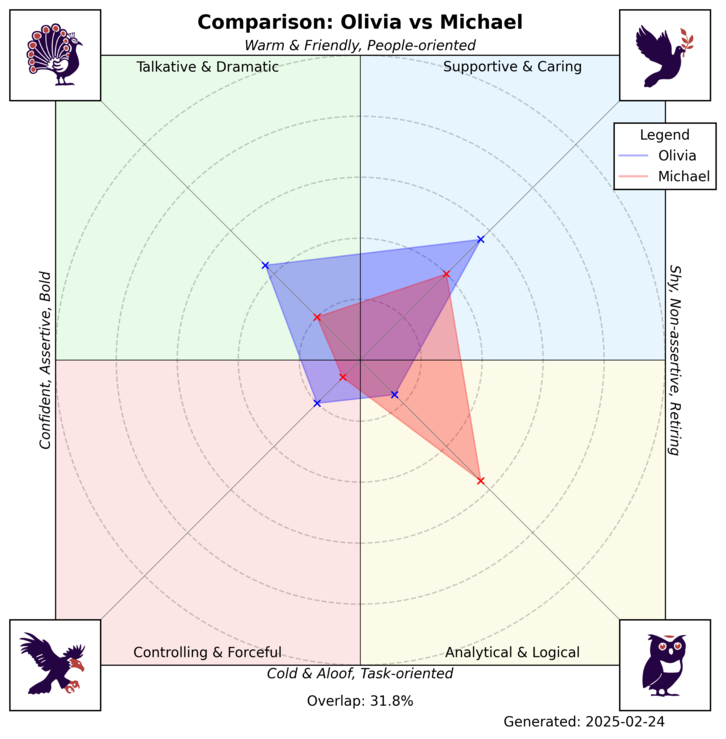 Comparison: Olivia vs Michael
Warm & Friendly, People-oriented
Talkative & Dramatic
Supportive & Caring
Legend
Olivia
Michael
Confident, Assertive, Bold
Shy, Non-assertive, Retiring
Controlling & Forceful
Analytical & Logical
Cold & Aloof, Task-oriented
Overlap: 31.8%
Generated: 2025-02-24